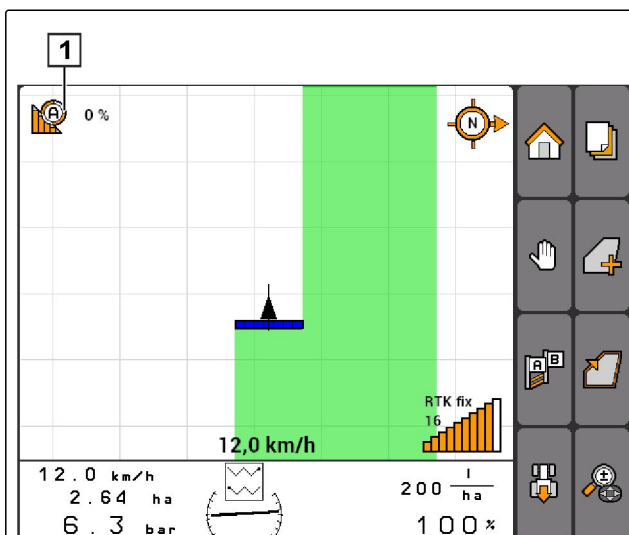 1
A
0 %
N
RTK fix
16
12,0 km/h
A B
12.0 km/h
2.64 ha
6.3 bar
200 l/ha
100%